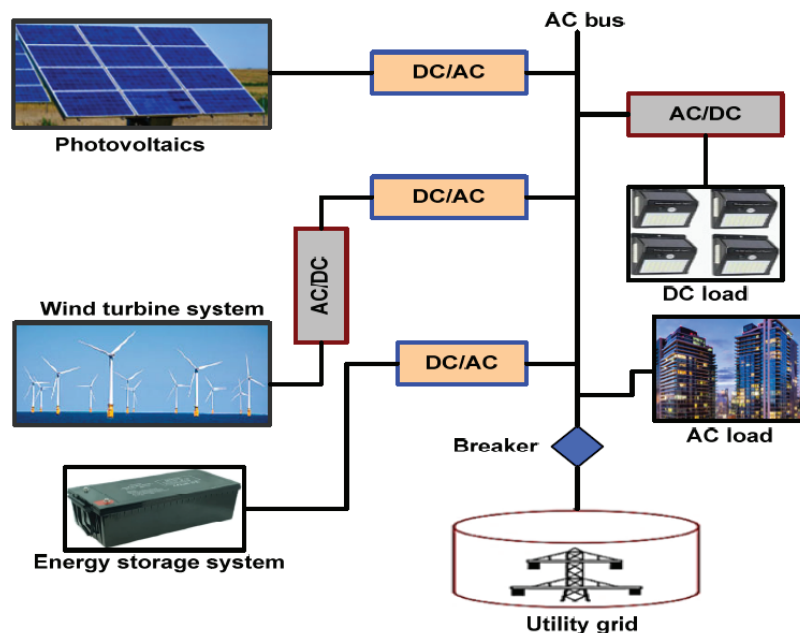 AC bus
DC/AC
AC/DC
Photovoltaics
DC/AC
DC load
AC/DC
Wind turbine system
DC/AC
AC load
Breaker
Energy storage system
Utility grid